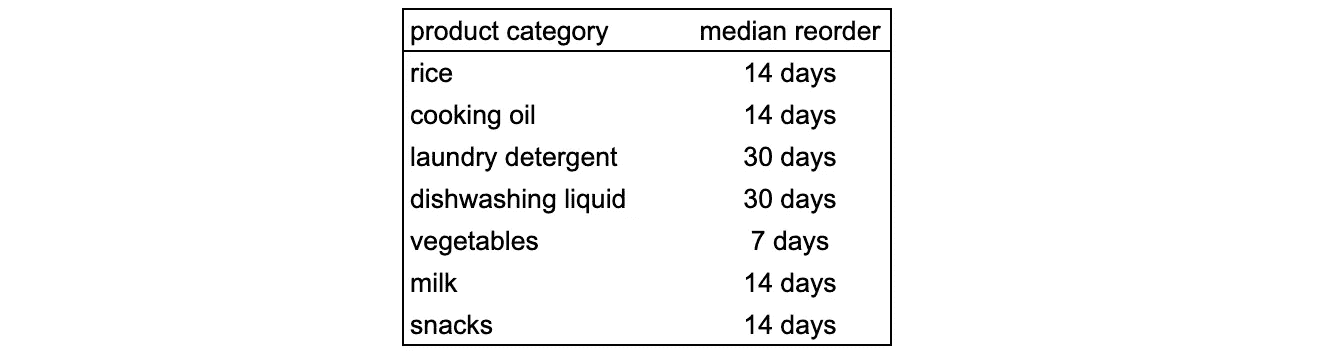 product category median reorder
rice 14 days
cooking oil 14 days
laundry detergent 30 days
dishwashing liquid 30 days
vegetables 7 days
milk 14 days
snacks 14 days